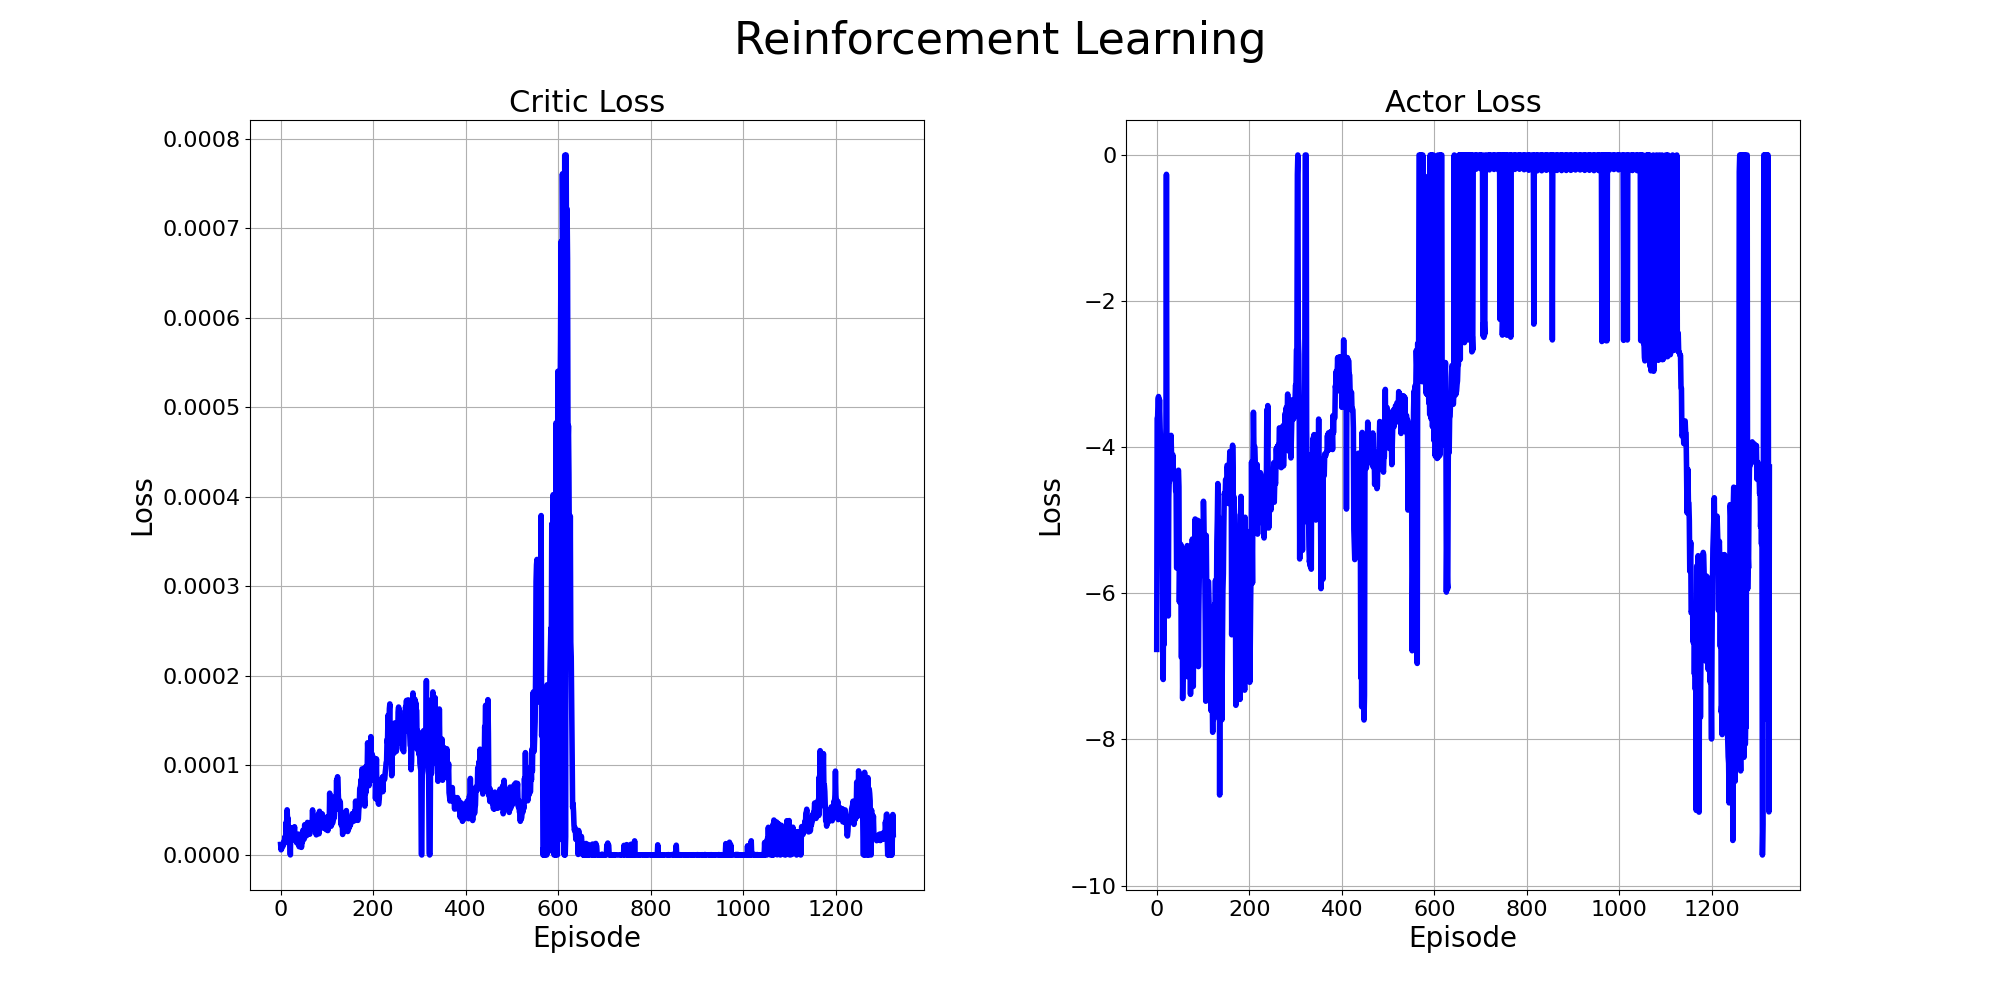 Reinforcement Learning
Critic Loss
0.0008
0.0007
0.0006
0.0005
0.0004
0.0003
0.0002
0.0001
0.0000
Loss
0 200 400 600 800 1000 1200
Episode
Actor Loss
0
−2
−4
−6
−8
−10
Loss
0 200 400 600 800 1000 1200
Episode